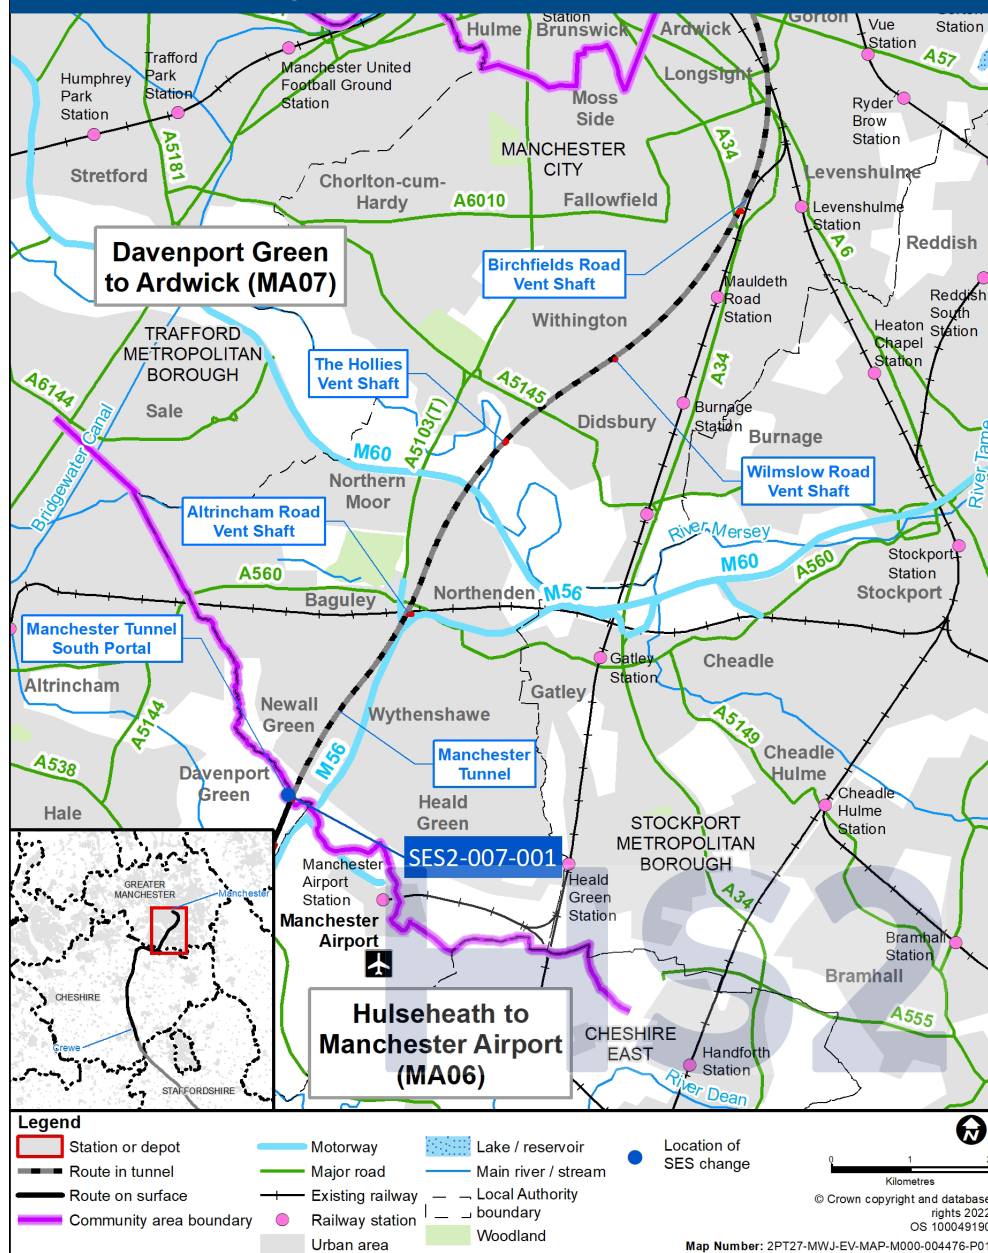 Hulme
Station
Brunswick
Ardwick
Gorton
Vue
Station
Station
A57
Trafford
Park
Station
Humphrey
Park
Station
Manchester United
Football Ground
Station
Longsight
Moss
Side
Ryder
Brow
Station
A5181
Stretford
MANCHESTER
CITY
A34
Levenshulme
Chorlton-cum-
Hardy
A6010
Fallowfield
Levenshulme
Station
A6
Reddish
Davenport Green
to Ardwick (MA07)
Birchfields Road
Vent Shaft
Mauldeth
Road
Station
Reddish
South
Station
Withington
Heaton
Chapel
Station
TRAFFORD
METROPOLITAN
BOROUGH
The Hollies
Vent Shaft
A5145
A34
A6144
Sale
A5103(T)
Didsbury
Burnage
Station
Burnage
Bridgewater Canal
M60
Northern
Moor
Wilmslow Road
Vent Shaft
River Tame
Altrincham Road
Vent Shaft
River Mersey
Stockport
Station
A560
M60
A560
Baguley
Northenden
M56
Stockport
Manchester Tunnel
South Portal
Gatley
Station
Cheadle
Altrincham
Gatley
A5144
Newall
Green
Wythenshawe
A5149
M56
Manchester
Tunnel
Cheadle
Hulme
A538
Davenport
Green
Hale
Heald
Green
Cheadle
Hulme
Station
STOCKPORT
METROPOLITAN
BOROUGH
SES2-007-001
Manchester
Airport
Station
Heald
Green
Station
A34
Manchester
Airport
Bramhall
Station
Bramhall
HS2
GREATER
MANCHESTER
Manchester
CHESHIRE
Crewe
STAFFORDSHIRE
Hulseheath to
Manchester Airport
(MA06)
A555
CHESHIRE
EAST
Handforth
Station
River Dean
Legend
Station or depot
Route in tunnel
Route on surface
Community area boundary
Motorway
Major road
Existing railway
Railway station
Urban area
Lake / reservoir
Main river / stream
Local Authority
boundary
Woodland
Location of
SES change
N
0 1
Kilometres
© Crown copyright and database
rights 2022
OS 100049190
Map Number: 2PT27-MWJ-EV-MAP-M000-004476-P01